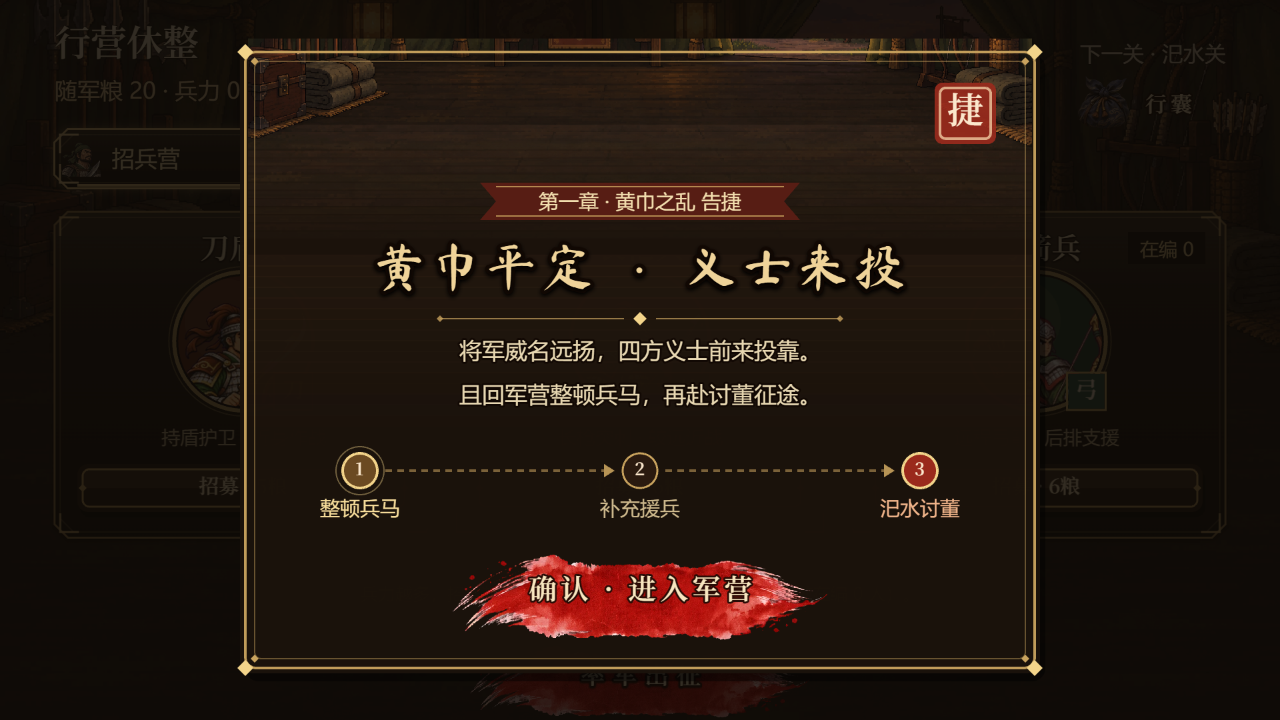 行营休整
随军粮 20 · 兵力 0
下一关 · 汜水关
行囊
招兵营
捷
第一章 · 黄巾之乱 告捷
黄巾平定 · 义士来投
将军威名远扬，四方义士前来投靠。
且回军营整顿兵马，再赴讨董征途。
1
2
3
整顿兵马
补充援兵
汜水讨董
确认 · 进入军营
在编 0
弓
持盾护卫
后排支援
招募
6粮
率军出征